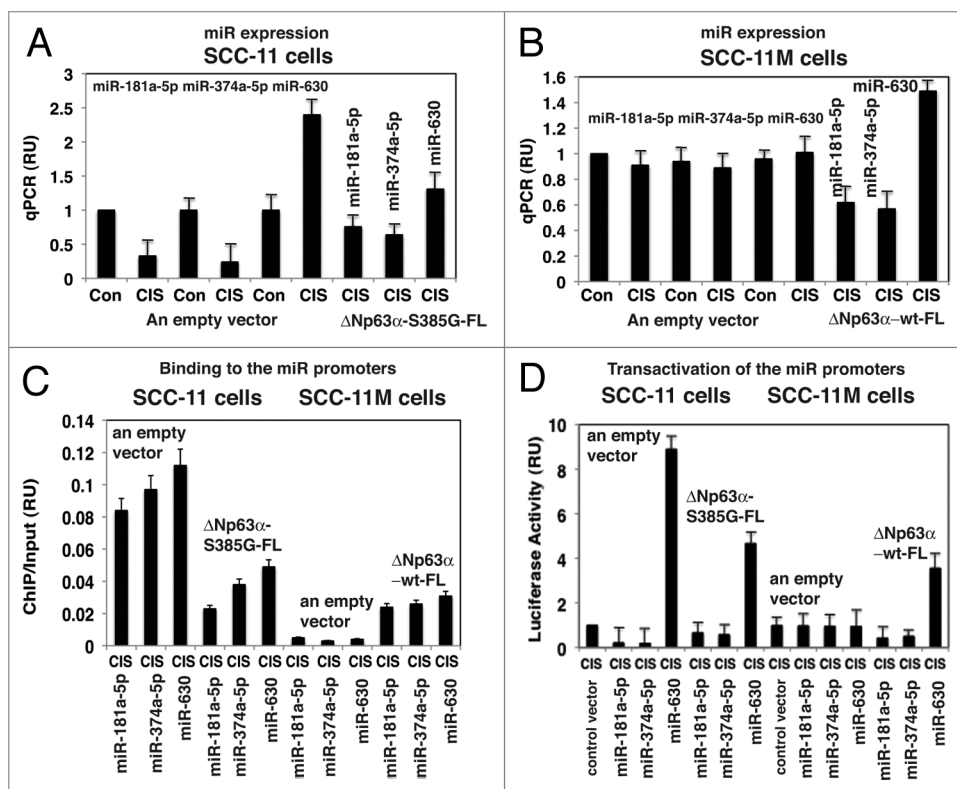 A
miR expression
SCC-11 cells
miR-181a-5p miR-374a-5p miR-630
qPCR (RU)
3
2.5
2
1.5
1
0.5
0
miR-181a-5p
miR-374a-5p
miR-630
Con CIS Con CIS Con CIS CIS CIS CIS
An empty vector
ΔNp63α-S385G-FL
B
miR expression
SCC-11M cells
miR-181a-5p miR-374a-5p miR-630
qPCR (RU)
1.6
1.4
1.2
1
0.8
0.6
0.4
0.2
0
miR-181a-5p
miR-374a-5p
miR-630
Con CIS Con CIS Con CIS CIS CIS CIS
An empty vector
ΔNp63α–wt-FL
C
Binding to the miR promoters
SCC-11 cells SCC-11M cells
ChIP/Input (RU)
0.14
0.12
0.1
0.08
0.06
0.04
0.02
0
an empty
vector
ΔNp63α-
S385G-FL
an empty
vector
ΔNp63α
–wt-FL
CIS CIS CIS CIS CIS CIS CIS CIS CIS CIS CIS CIS
miR-181a-5p
miR-374a-5p
miR-630
miR-181a-5p
miR-374a-5p
miR-630
miR-181a-5p
miR-374a-5p
miR-630
miR-181a-5p
miR-374a-5p
miR-630
D
Transactivation of the miR promoters
SCC-11 cells SCC-11M cells
Luciferase Activity (RU)
10
8
6
4
2
0
an empty
vector
ΔNp63α-
S385G-FL
an empty
vector
ΔNp63α
–wt-FL
CIS CIS CIS CIS CIS CIS CIS CIS CIS CIS CIS CIS CIS CIS
control vector
miR-181a-5p
miR-374a-5p
miR-630
miR-181a-5p
miR-374a-5p
miR-630
control vector
miR-181a-5p
miR-374a-5p
miR-630
miR-181a-5p
miR-374a-5p
miR-630